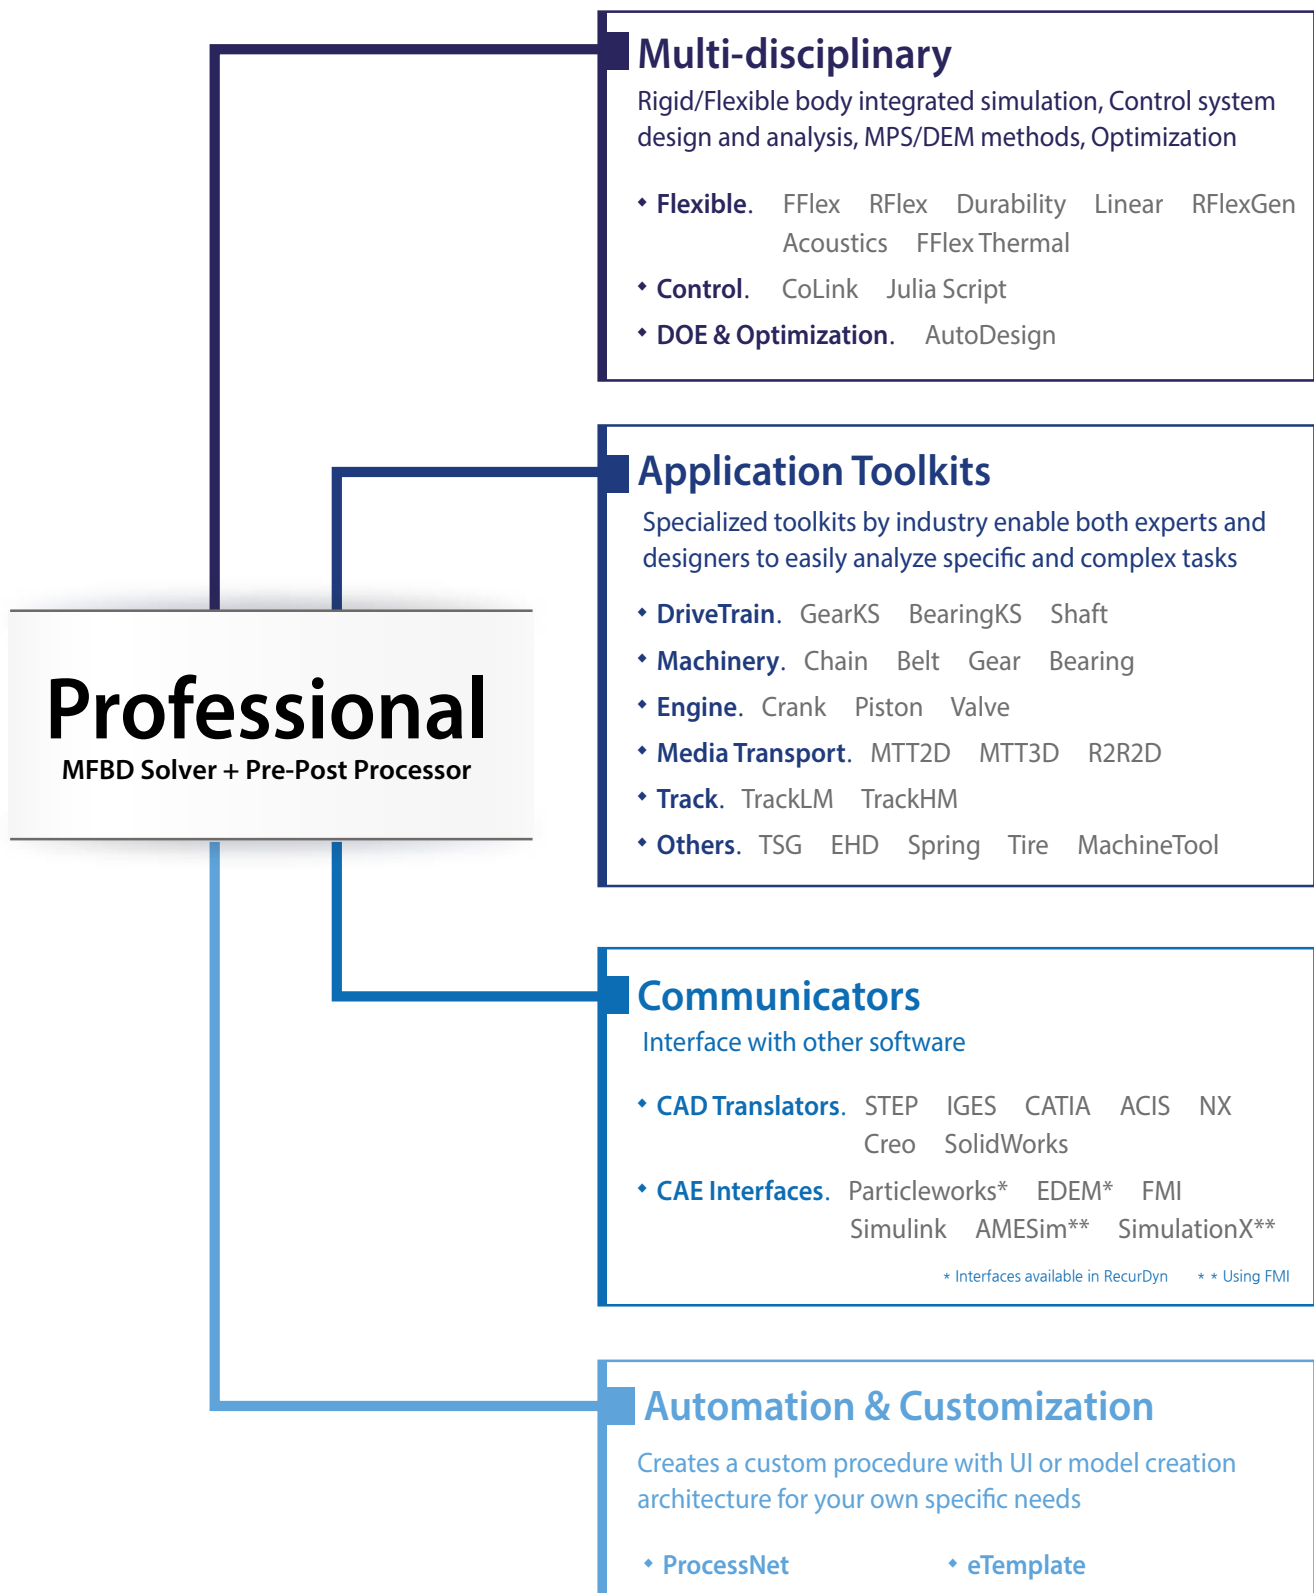 Multi-disciplinary
Rigid/Flexible body integrated simulation, Control system
design and analysis, MPS/DEM methods, Optimization
Flexible. FFlex RFlex Durability Linear RFlexGen
Acoustics FFlex Thermal
Control. CoLink Julia Script
DOE & Optimization. AutoDesign
Application Toolkits
Specialized toolkits by industry enable both experts and
designers to easily analyze specific and complex tasks
DriveTrain. GearKS BearingKS Shaft
Machinery. Chain Belt Gear Bearing
Engine. Crank Piston Valve
Media Transport. MTT2D MTT3D R2R2D
Track. TrackLM TrackHM
Others. TSG EHD Spring Tire MachineTool
Professional
MFBD Solver + Pre-Post Processor
Communicators
Interface with other software
CAD Translators. STEP IGES CATIA ACIS NX
Creo SolidWorks
CAE Interfaces. Particleworks* EDEM* FMI
Simulink AMESim** SimulationX**
* Interfaces available in RecurDyn * * Using FMI
Automation & Customization
Creates a custom procedure with UI or model creation
architecture for your own specific needs
ProcessNet eTemplate